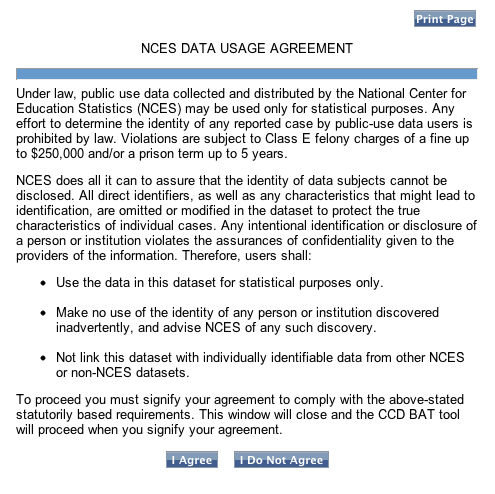 Print Page
NCES DATA USAGE AGREEMENT
Under law, public use data collected and distributed by the National Center for
Education Statistics (NCES) may be used only for statistical purposes. Any
effort to determine the identity of any reported case by public-use data users is
prohibited by law. Violations are subject to Class E felony charges of a fine up
to $250,000 and/or a prison term up to 5 years.
NCES does all it can to assure that the identity of data subjects cannot be
disclosed. All direct identifiers, as well as any characteristics that might lead to
identification, are omitted or modified in the dataset to protect the true
characteristics of individual cases. Any intentional identification or disclosure of
a person or institution violates the assurances of confidentiality given to the
providers of the information. Therefore, users shall:
• Use the data in this dataset for statistical purposes only.
• Make no use of the identity of any person or institution discovered
inadvertently, and advise NCES of any such discovery.
• Not link this dataset with individually identifiable data from other NCES
or non-NCES datasets.
To proceed you must signify your agreement to comply with the above-stated
statutorily based requirements. This window will close and the CCD BAT tool
will proceed when you signify your agreement.
I Agree I Do Not Agree